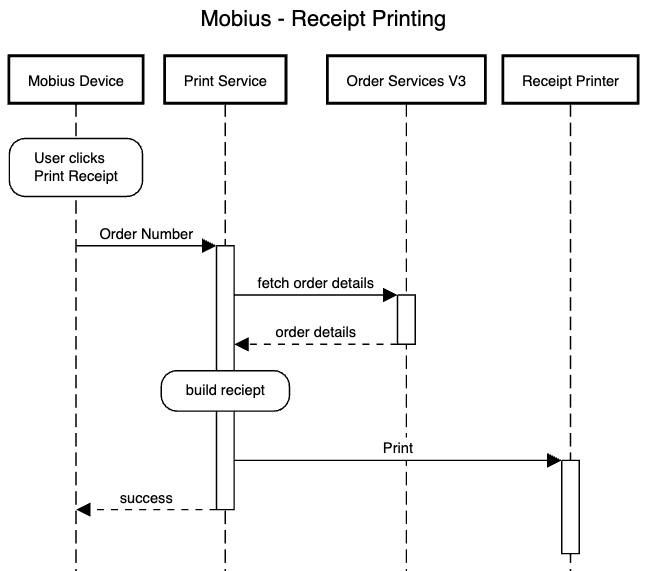 Mobius - Receipt Printing
Mobius Device
Print Service
Order Services V3
Receipt Printer
User clicks
Print Receipt
Order Number
fetch order details
order details
build reciept
Print
success